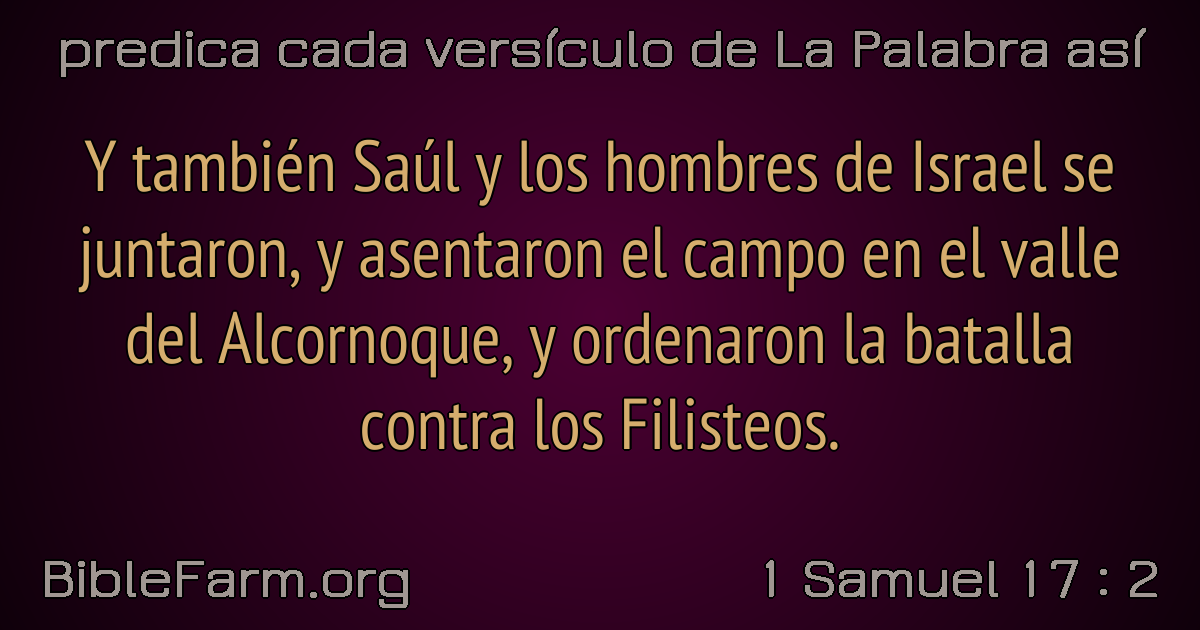 predica cada versículo de La Palabra así
Y también Saúl y los hombres de Israel se
juntaron, y asentaron el campo en el valle
del Alcornoque, y ordenaron la batalla
contra los Filisteos.
BibleFarm.org
1 Samuel 17 : 2